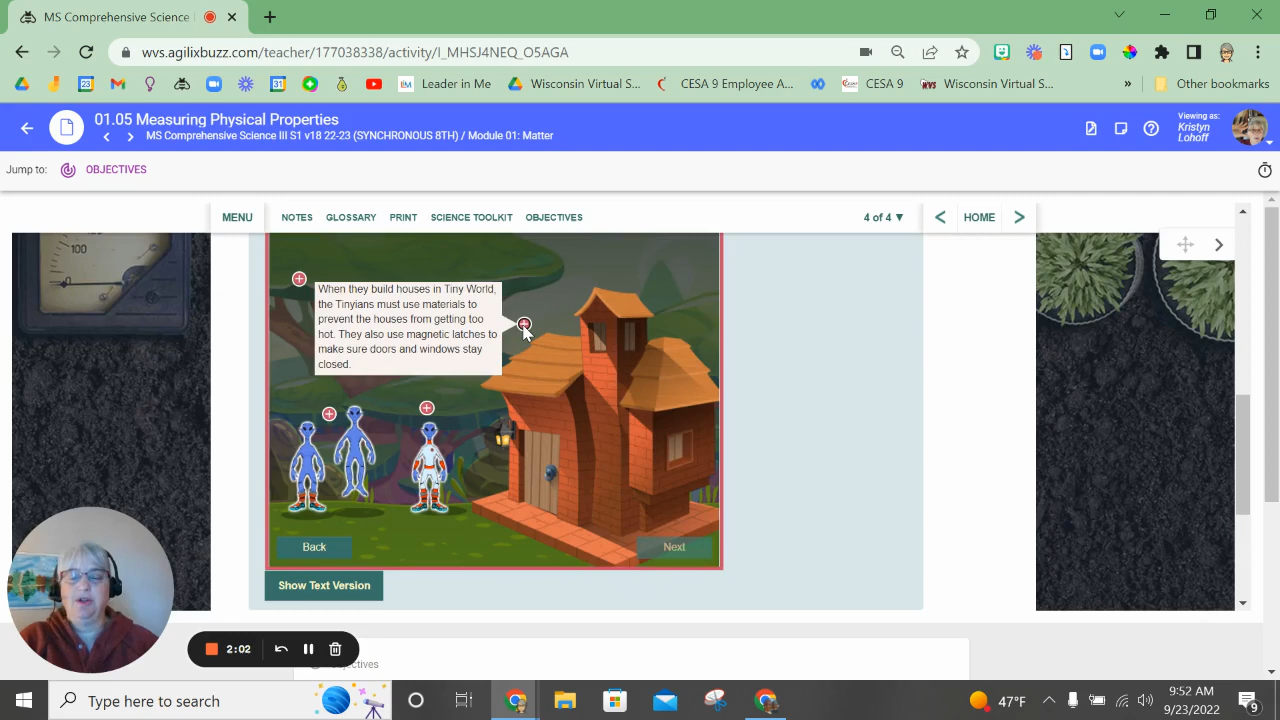 MS Comprehensive Science
wvs.agilixbuzz.com/teacher/177038338/activity/I_MHSJ4NEQ_O5AGA
Leader in Me
Wisconsin Virtual S...
CESA 9 Employee A...
CESA 9
Wisconsin Virtual S...
»
Other bookmarks
01.05 Measuring Physical Properties
MS Comprehensive Science III S1 v18 22-23 (SYNCHRONOUS 8TH) / Module 01: Matter
Viewing as:
Kristyn
Lohoff
Jump to:
OBJECTIVES
MENU
NOTES
GLOSSARY
PRINT
SCIENCE TOOLKIT
OBJECTIVES
4 of 4
HOME
100
When they build houses in Tiny World,
the Tinyians must use materials to
prevent the houses from getting too
hot. They also use magnetic latches to
make sure doors and windows stay
closed.
Back
Next
Show Text Version
2:02
Type here to search
47°F
9:52 AM
9/23/2022
9